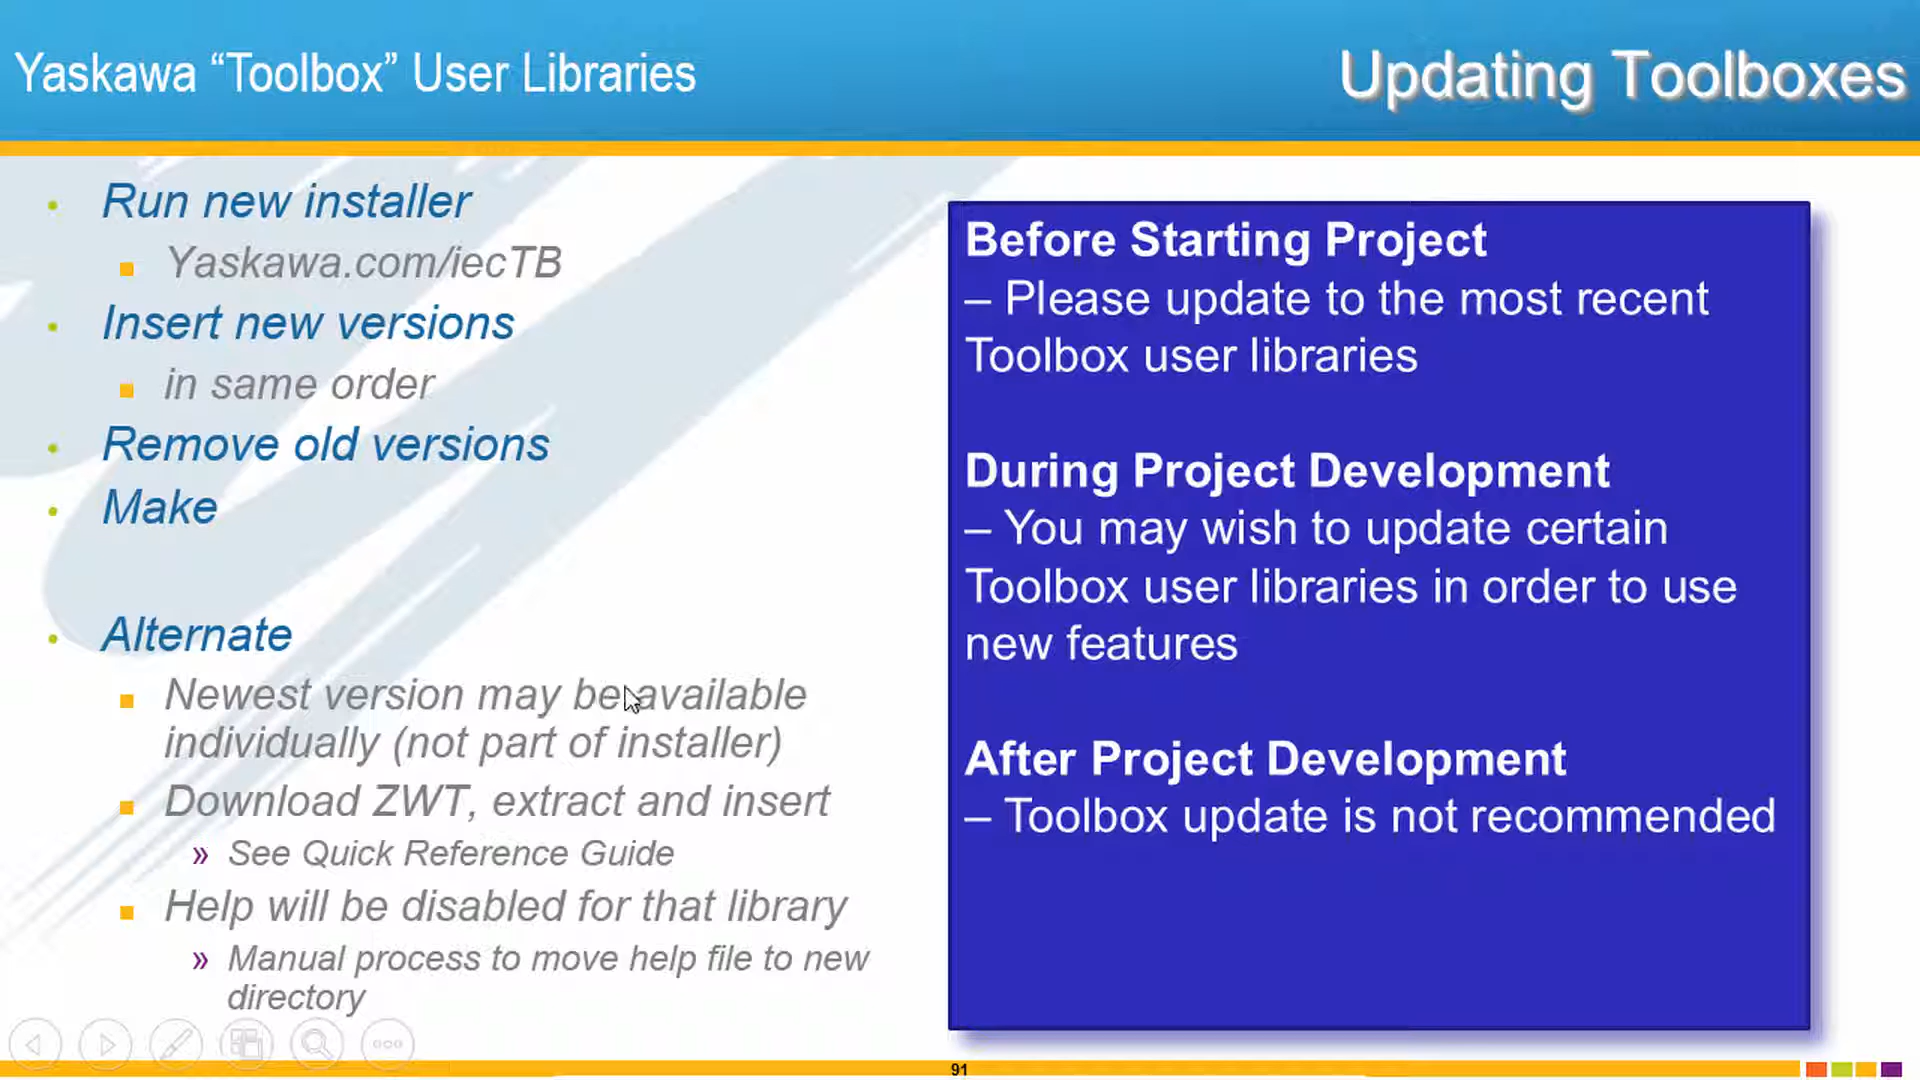 Yaskawa “Toolbox” User Libraries
Updating Toolboxes
• Run new installer
Yaskawa.com/iecTB
• Insert new versions
in same order
• Remove old versions
• Make
• Alternate
Newest version may be available
individually (not part of installer)
Download ZWT, extract and insert
» See Quick Reference Guide
Help will be disabled for that library
» Manual process to move help file to new
directory
Before Starting Project
– Please update to the most recent
Toolbox user libraries
During Project Development
– You may wish to update certain
Toolbox user libraries in order to use
new features
After Project Development
– Toolbox update is not recommended
91